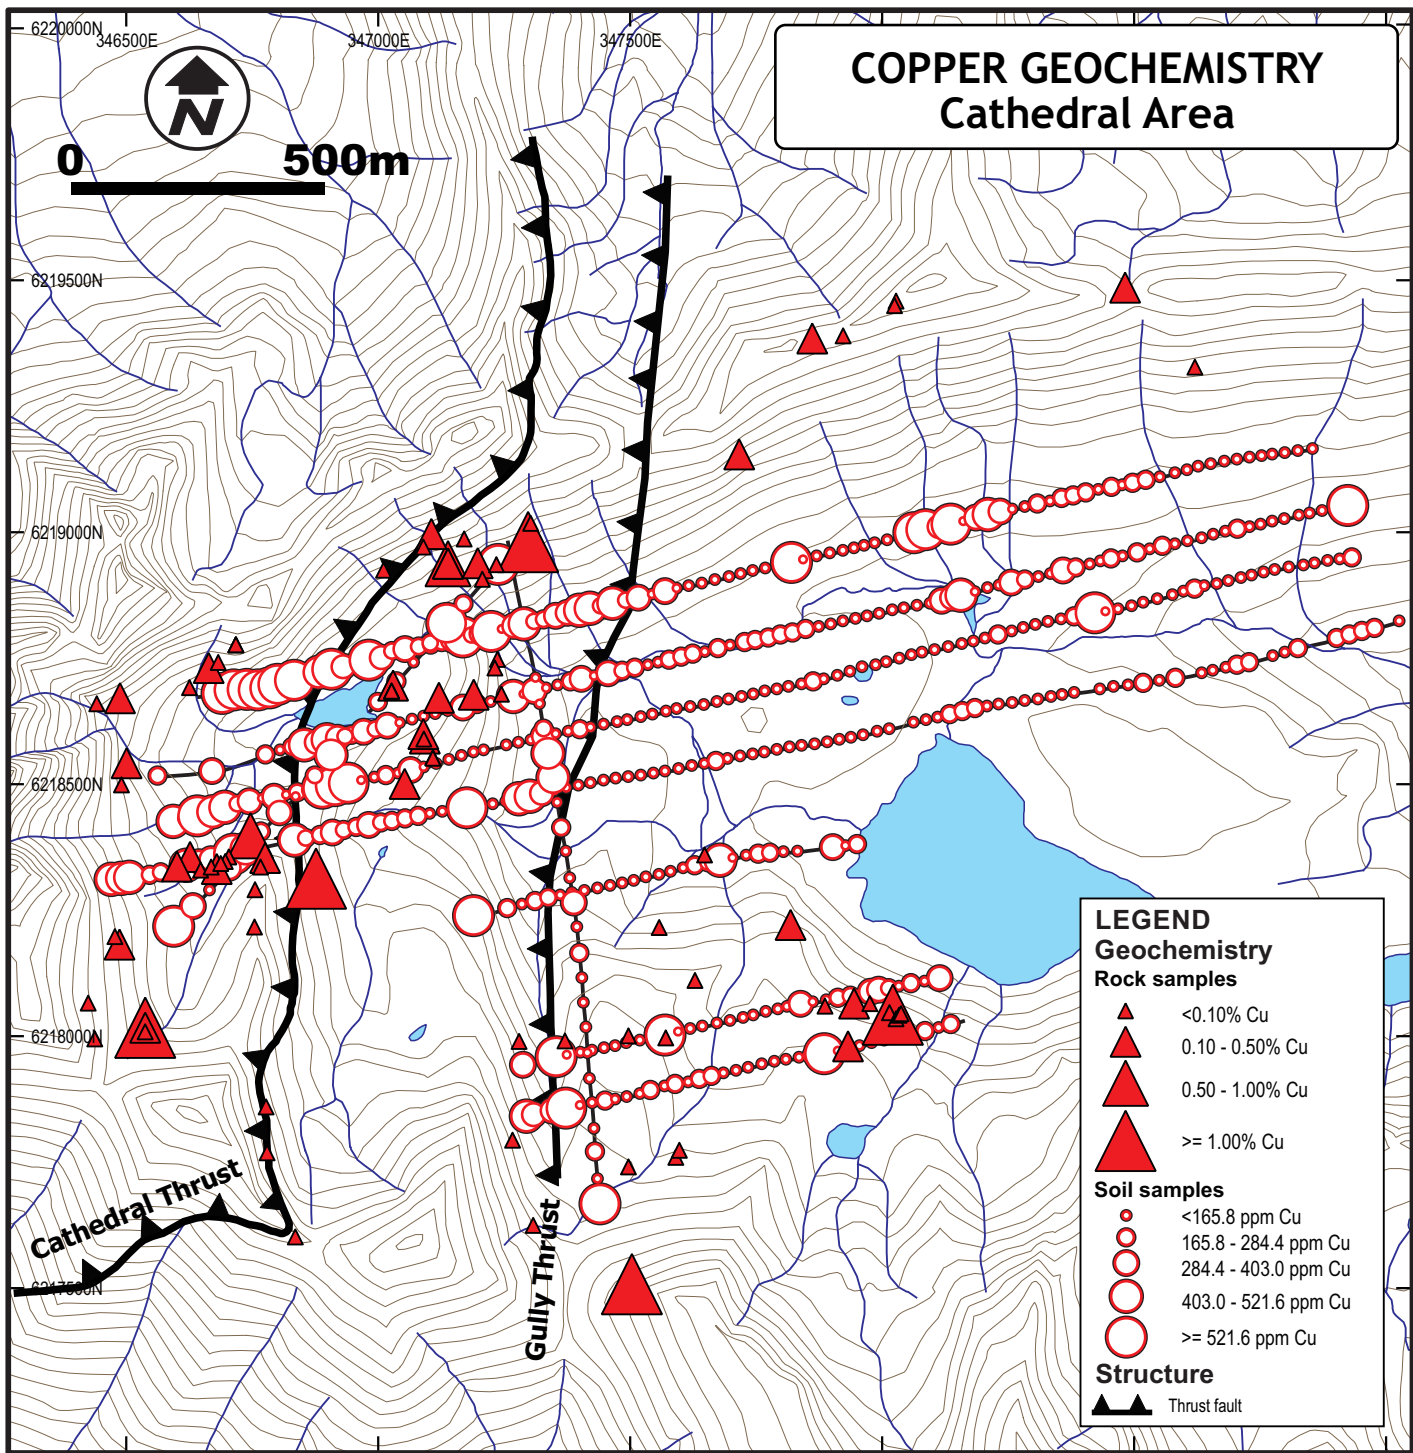 6220000N
346500E
347000E
347500E
COPPER GEOCHEMISTRY
Cathedral Area
N
0 500m
6219500N
6219000N
6218500N
6218000N
6217500N
Cathedral Thrust
Gully Thrust
LEGEND
Geochemistry
Rock samples
<0.10% Cu
0.10 - 0.50% Cu
0.50 - 1.00% Cu
>= 1.00% Cu
Soil samples
<165.8 ppm Cu
165.8 - 284.4 ppm Cu
284.4 - 403.0 ppm Cu
403.0 - 521.6 ppm Cu
>= 521.6 ppm Cu
Structure
Thrust fault